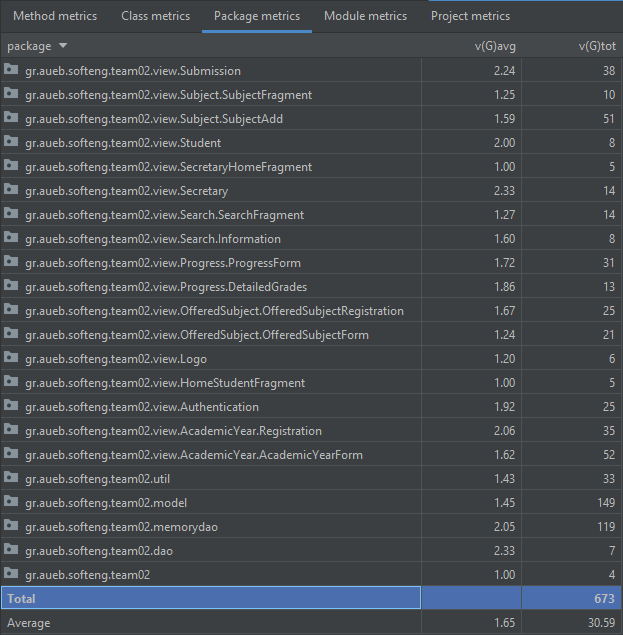 Method metrics Class metrics Package metrics Module metrics Project metrics
package v(G)avg v(G)tot
gr.aueb.softeng.team02.view.Submission 2.24 38
gr.aueb.softeng.team02.view.Subject.SubjectFragment 1.25 10
gr.aueb.softeng.team02.view.Subject.SubjectAdd 1.59 51
gr.aueb.softeng.team02.view.Student 2.00 8
gr.aueb.softeng.team02.view.SecretaryHomeFragment 1.00 5
gr.aueb.softeng.team02.view.Secretary 2.33 14
gr.aueb.softeng.team02.view.Search.SearchFragment 1.27 14
gr.aueb.softeng.team02.view.Search.Information 1.60 8
gr.aueb.softeng.team02.view.Progress.ProgressForm 1.72 31
gr.aueb.softeng.team02.view.Progress.DetailedGrades 1.86 13
gr.aueb.softeng.team02.view.OfferedSubject.OfferedSubjectRegistration 1.67 25
gr.aueb.softeng.team02.view.OfferedSubject.OfferedSubjectForm 1.24 21
gr.aueb.softeng.team02.view.Logo 1.20 6
gr.aueb.softeng.team02.view.HomeStudentFragment 1.00 5
gr.aueb.softeng.team02.view.Authentication 1.92 25
gr.aueb.softeng.team02.view.AcademicYear.Registration 2.06 35
gr.aueb.softeng.team02.view.AcademicYear.AcademicYearForm 1.62 52
gr.aueb.softeng.team02.util 1.43 33
gr.aueb.softeng.team02.model 1.45 149
gr.aueb.softeng.team02.memorydao 2.05 119
gr.aueb.softeng.team02.dao 2.33 7
gr.aueb.softeng.team02 1.00 4
Total 673
Average 1.65 30.59